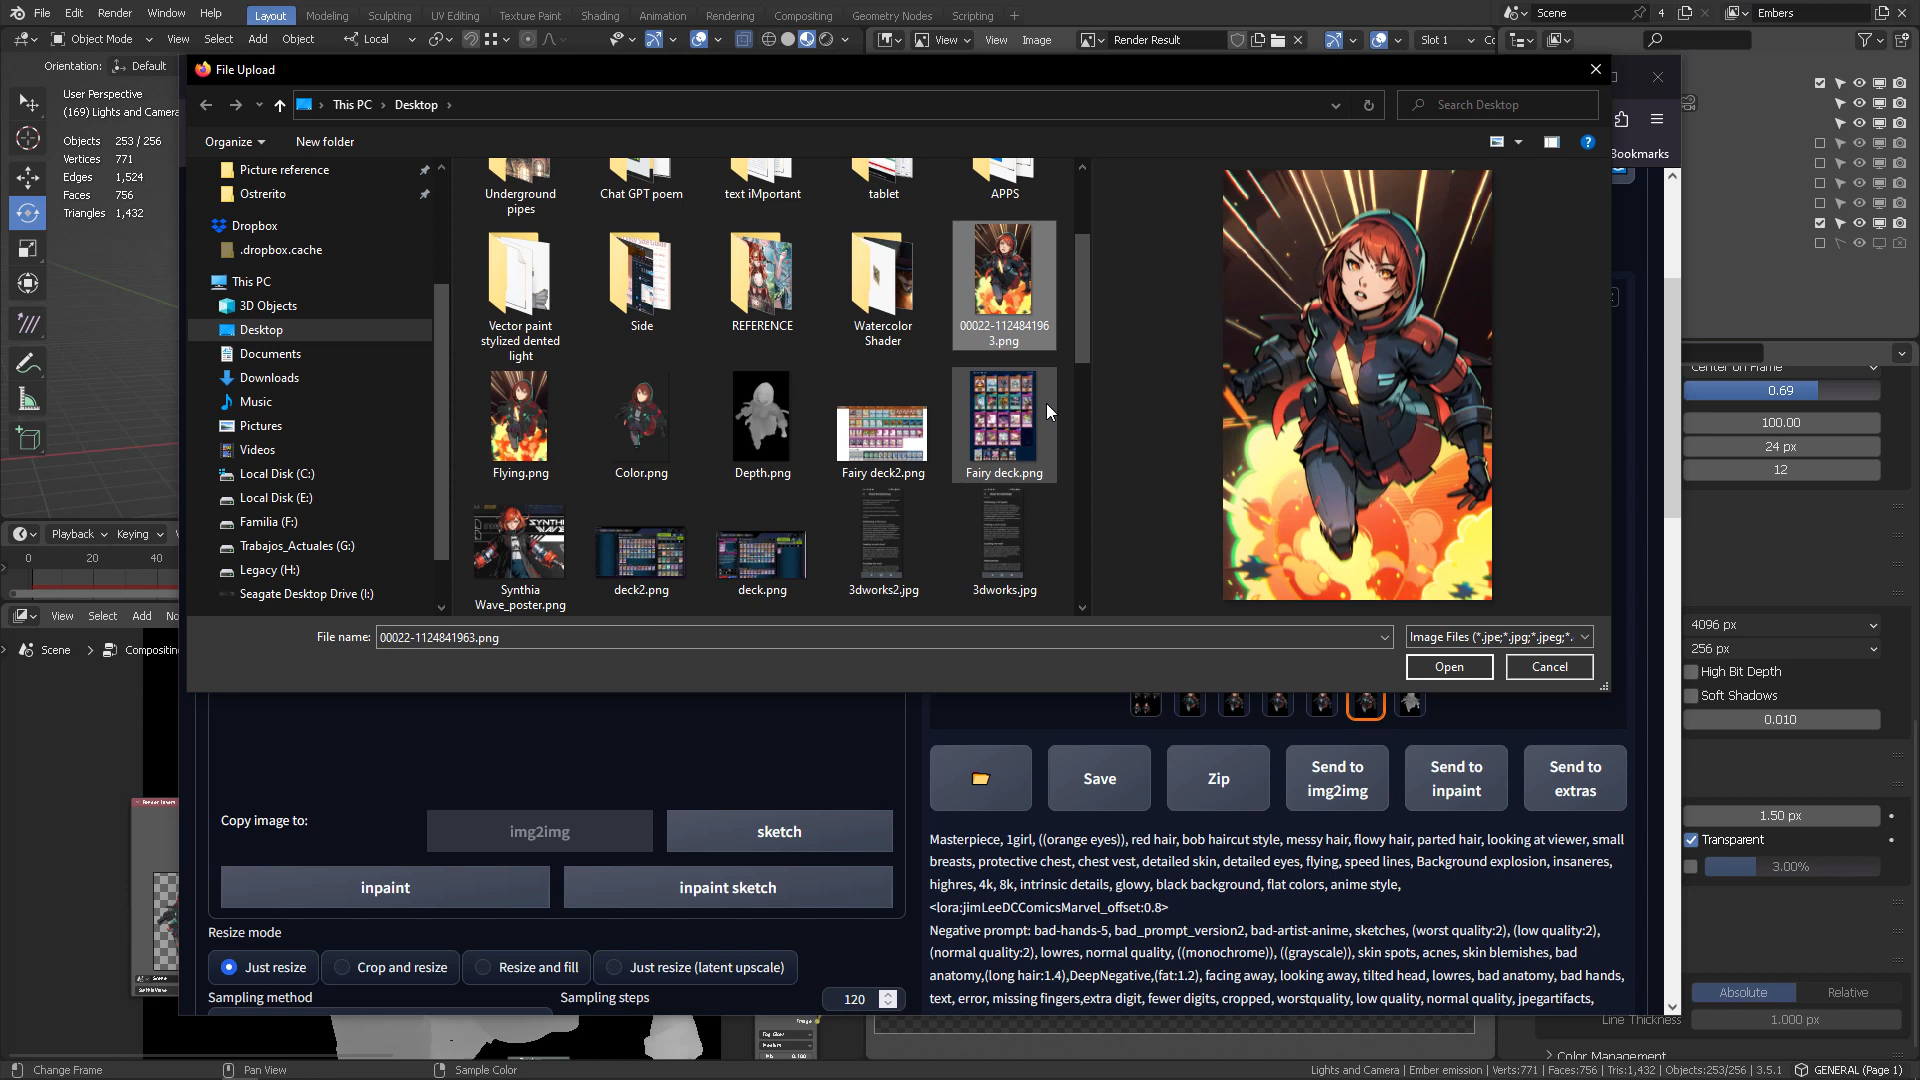 File Edit Render Window Help Layout Modeling Sculpting UV Editing Texture Paint Shading Animation Rendering Compositing Geometry Nodes Scripting + Scene 4 Embers
Object Mode View Select Add Object Local View View Image Render Result Slot 1
Orientation: Default
User Perspective
(169) Lights and Camera
Objects 253 / 256
Vertices 771
Edges 1,524
Faces 756
Triangles 1,432
File Upload
This PC > Desktop >
Search Desktop
Organize New folder
Bookmarks
Picture reference
Ostrerito
Dropbox
.dropbox.cache
This PC
3D Objects
Desktop
Documents
Downloads
Music
Pictures
Videos
Local Disk (C:)
Local Disk (E:)
Familia (F:)
Trabajos_Actuales (G:)
Legacy (H:)
Seagate Desktop Drive (I:)
Underground
pipes
Chat GPT poem
text iMportant
tablet
APPS
Vector paint
stylized dented
light
Side
REFERENCE
Watercolor
Shader
00022-112484196
3.png
Flying.png
Color.png
Depth.png
Fairy deck2.png
Fairy deck.png
Synthia
Wave_poster.png
deck2.png
deck.png
3dworks2.jpg
3dworks.jpg
File name: 00022-1124841963.png
Image Files (*.jpe;*.jpg;*.jpeg;*.
Open Cancel
Playback Keying
0 20 40
View Select Add
Scene > Compositing
Center on Frame
0.69
100.00
24 px
12
4096 px
256 px
High Bit Depth
Soft Shadows
0.010
1.50 px
Transparent
3.00%
Absolute Relative
Line Thickness 1.000 px
Color Management
Save
Zip
Send to
img2img
Send to
inpaint
Send to
extras
Copy image to:
img2img
sketch
inpaint
inpaint sketch
Resize mode
Just resize
Crop and resize
Resize and fill
Just resize (latent upscale)
Sampling method
Sampling steps
120
Masterpiece, 1girl, ((orange eyes)), red hair, bob haircut style, messy hair, flowy hair, parted hair, looking at viewer, small
breasts, protective chest, chest vest, detailed skin, detailed eyes, flying, speed lines, Background explosion, insaneres,
highres, 4k, 8k, intrinsic details, glowy, black background, flat colors, anime style,
<lora:jimLeeDCComicsMarvel_offset:0.8>
Negative prompt: bad-hands-5, bad_prompt_version2, bad-artist-anime, sketches, (worst quality:2), (low quality:2),
(normal quality:2), lowres, normal quality, ((monochrome)), ((grayscale)), skin spots, acnes, skin blemishes, bad
anatomy,(long hair:1.4),DeepNegative,(fat:1.2), facing away, looking away, tilted head, lowres, bad anatomy, bad hands,
text, error, missing fingers,extra digit, fewer digits, cropped, worstquality, low quality, normal quality, jpegartifacts,
Change Frame
Pan View
Sample Color
Lights and Camera | Ember emission | Verts:771 | Faces:756 | Tris:1,432 | Objects:253/256 | 3.5.1
GENERAL (Page 1)